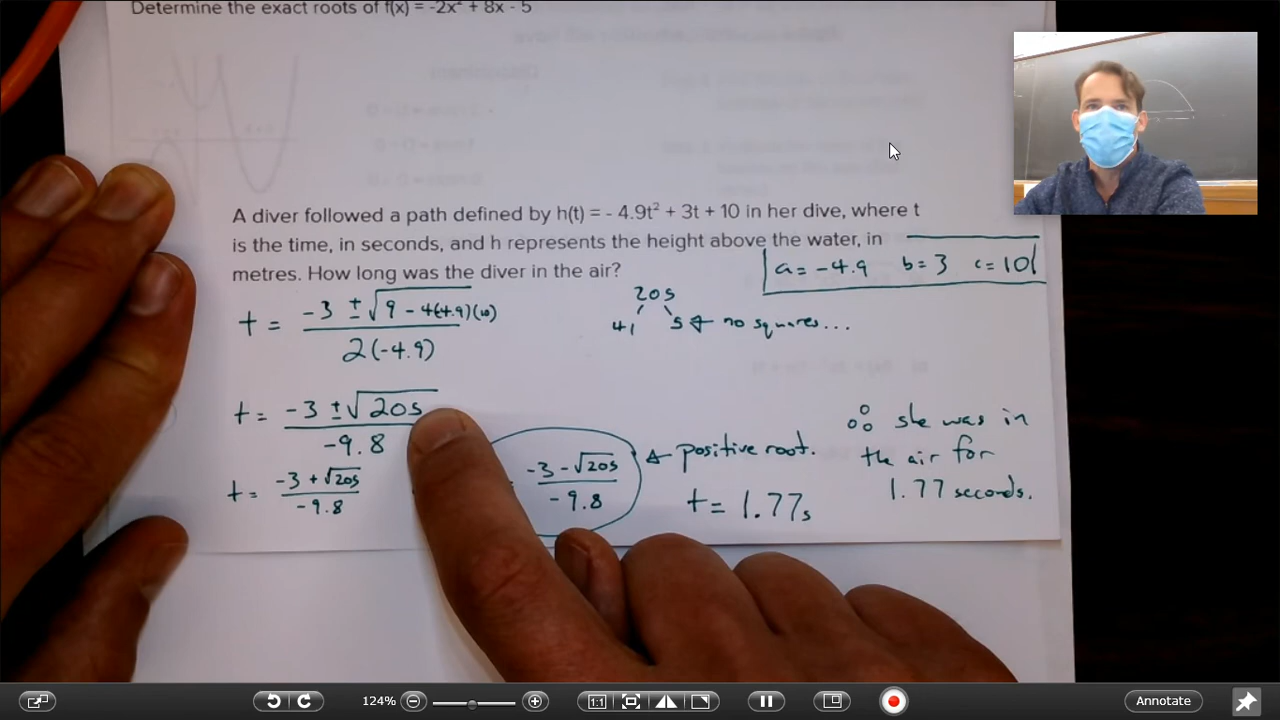 Determine the exact roots of f(x) = -2x² + 8x - 5
A diver followed a path defined by h(t) = - 4.9t² + 3t + 10 in her dive, where t
is the time, in seconds, and h represents the height above the water, in
metres. How long was the diver in the air?
a = -4.9 b = 3 c = 10
t = -3 ± √9 - 4(-4.9)(10)
2(-4.9)
205
41 5 ← no squares...
t = -3 ± √205
-9.8
t = -3 + √205
-9.8
-3 - √205
-9.8
← positive root.
t = 1.77s
∴ she was in
the air for
1.77 seconds.
124%
1:1
Annotate